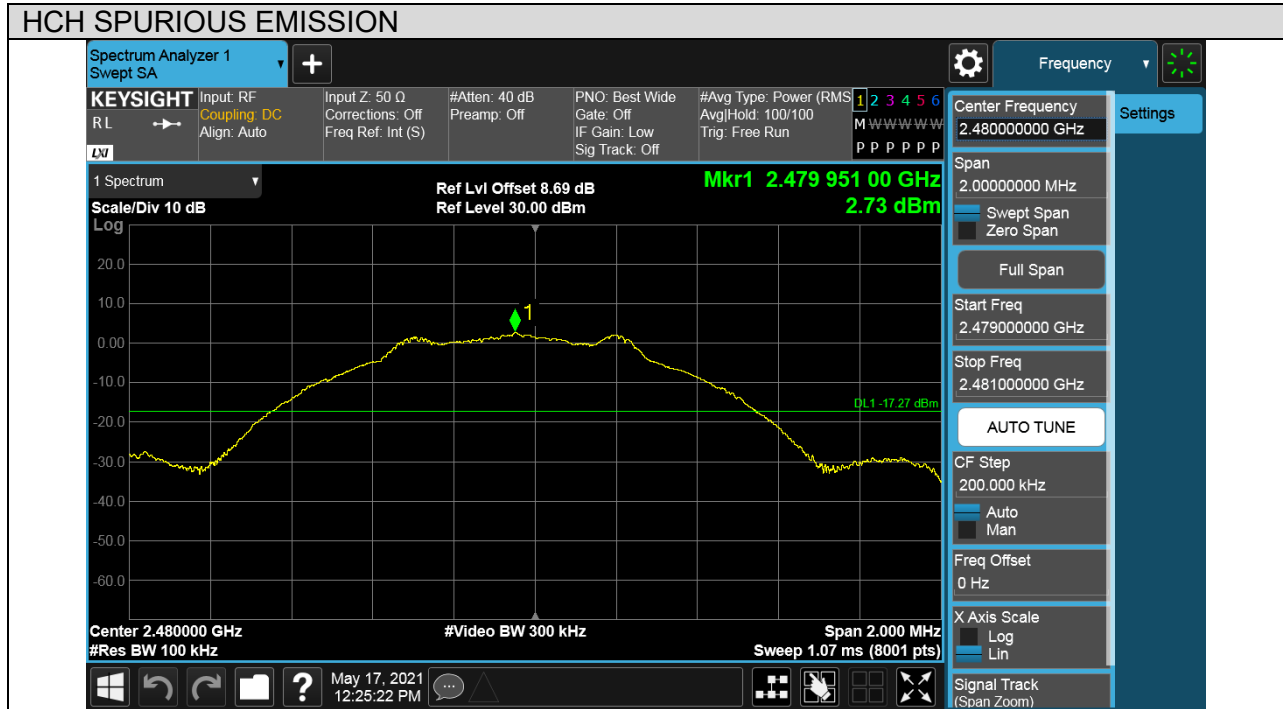 HCH SPURIOUS EMISSION
Spectrum Analyzer 1
Swept SA
Frequency
KEYSIGHT
RL
LXI
Input: RF
Coupling: DC
Align: Auto
Input Z: 50 Ω
Corrections: Off
Freq Ref: Int (S)
#Atten: 40 dB
Preamp: Off
PNO: Best Wide
Gate: Off
IF Gain: Low
Sig Track: Off
#Avg Type: Power (RMS
Avg|Hold: 100/100
Trig: Free Run
1 2 3 4 5 6
M W W W W W
P P P P P P
1 Spectrum
Scale/Div 10 dB
Ref Lvl Offset 8.69 dB
Ref Level 30.00 dBm
Mkr1 2.479 951 00 GHz
2.73 dBm
Log
20.0
10.0
0.00
-10.0
-20.0
-30.0
-40.0
-50.0
-60.0
1
DL1 -17.27 dBm
Center 2.480000 GHz
#Res BW 100 kHz
#Video BW 300 kHz
Span 2.000 MHz
Sweep 1.07 ms (8001 pts)
May 17, 2021
12:25:22 PM
Center Frequency
2.480000000 GHz
Settings
Span
2.00000000 MHz
Swept Span
Zero Span
Full Span
Start Freq
2.479000000 GHz
Stop Freq
2.481000000 GHz
AUTO TUNE
CF Step
200.000 kHz
Auto
Man
Freq Offset
0 Hz
X Axis Scale
Log
Lin
Signal Track
(Span Zoom)